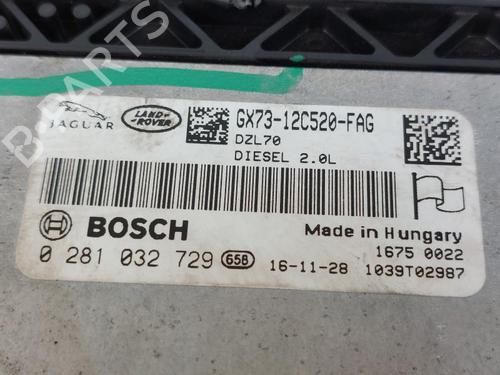 JAGUAR
LAND-
ROVER
GX73-12C520-FAG
DZL70
DIESEL 2.0L
BOSCH
Made in Hungary
0 281 032 729 656
1675 0022
16-11-28 1039T02987
B-Parts